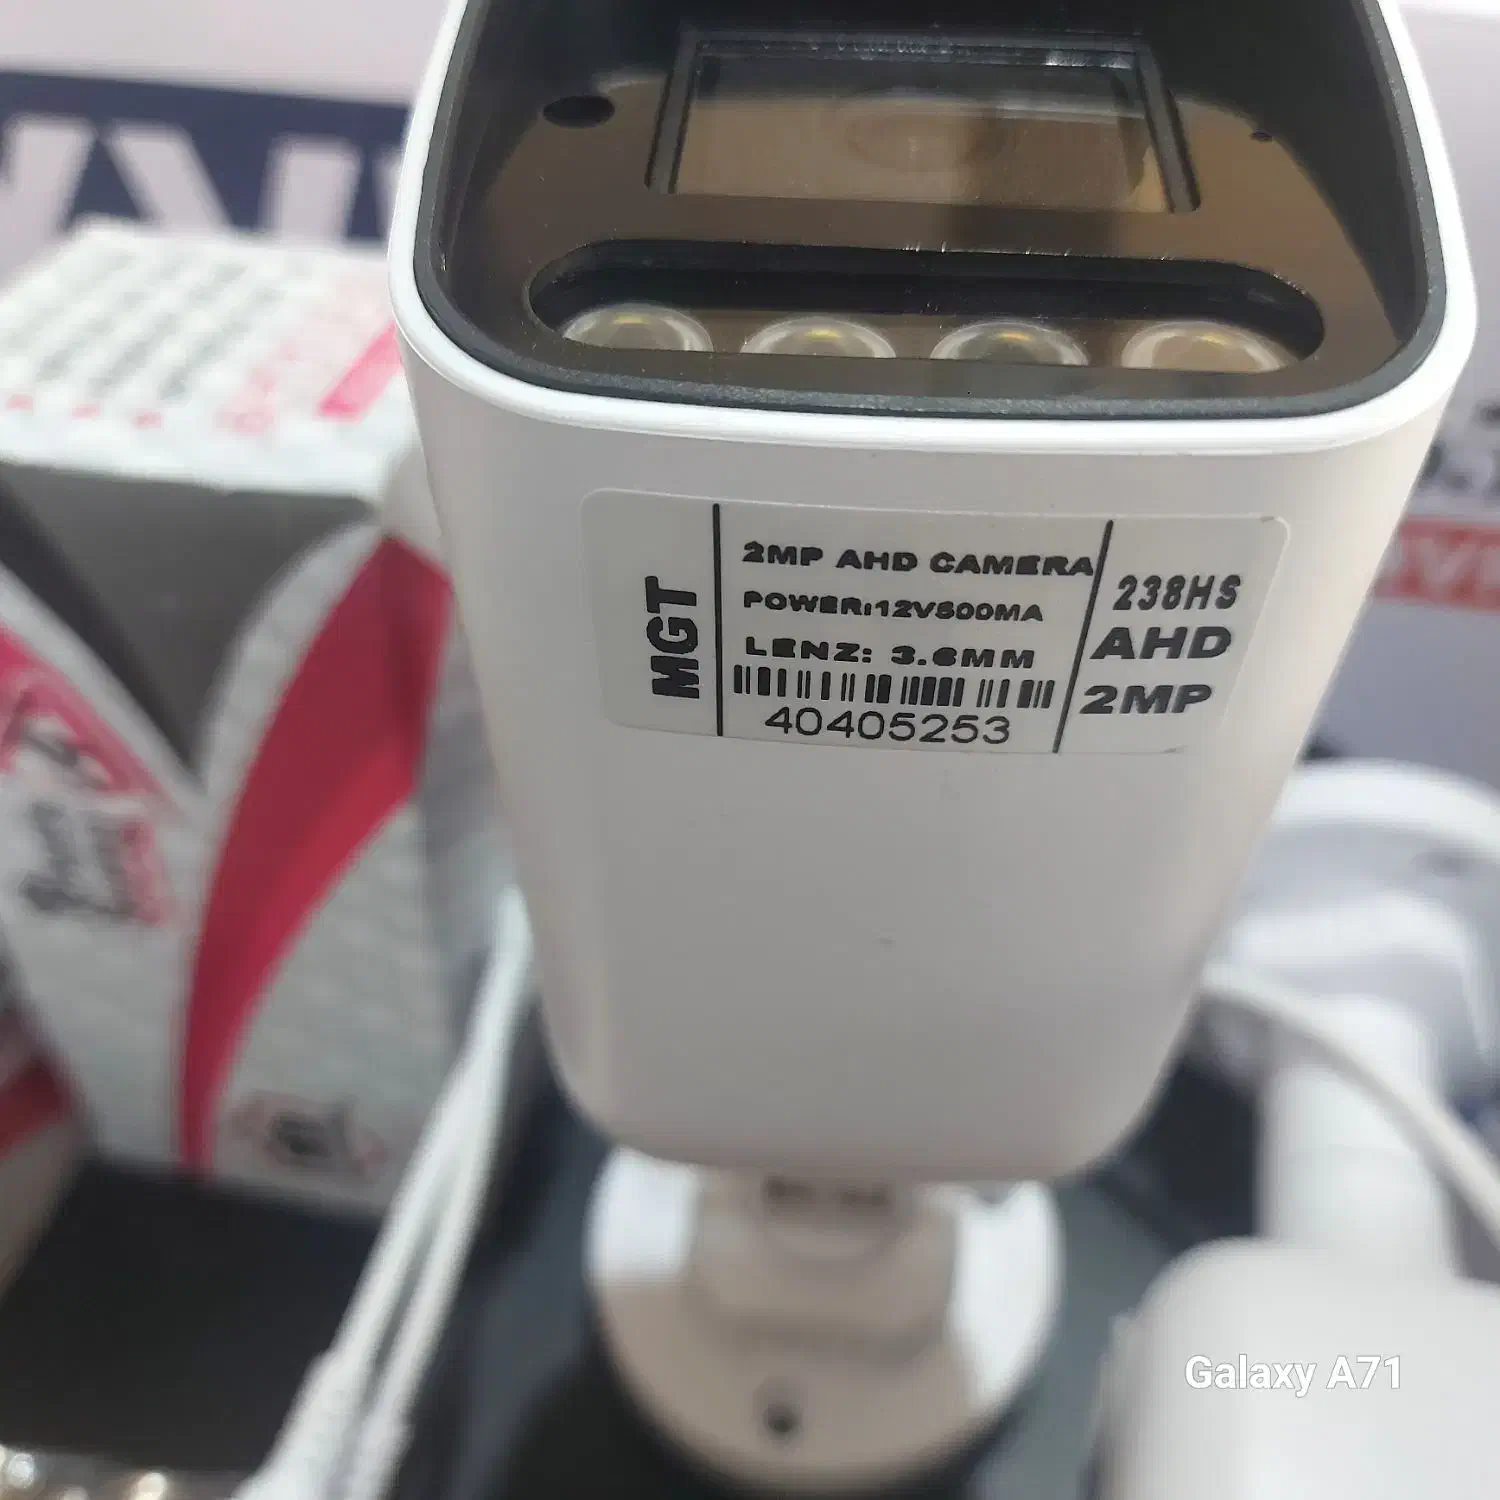 MGT
2MP AHD CAMERA
POWER:12V500MA
LENZ: 3.6MM
40405253
238HS
AHD
2MP
Galaxy A71